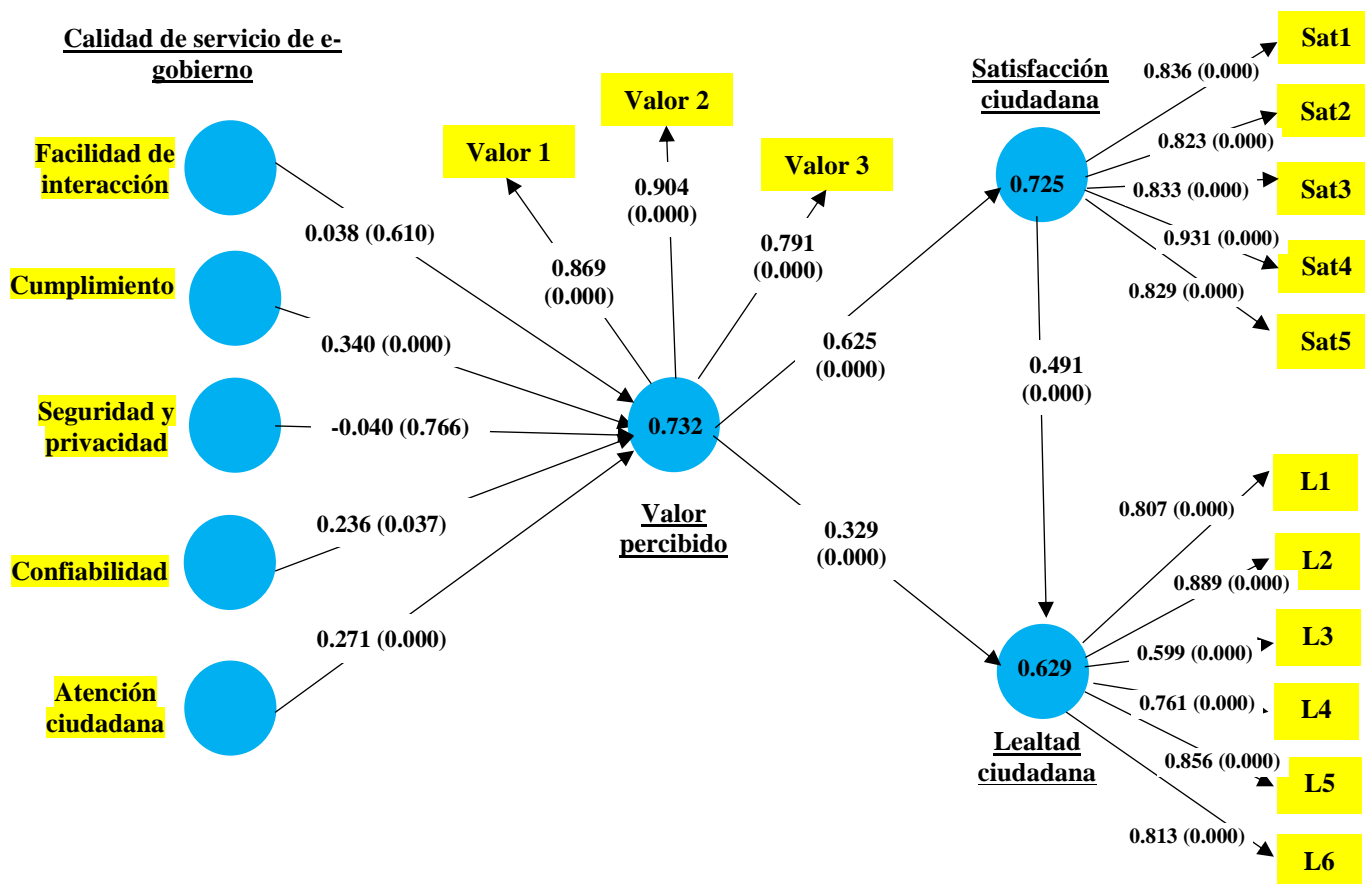 Calidad de servicio de e-
gobierno
Facilidad de
interacción
Cumplimiento
Seguridad y
privacidad
Confiabilidad
Atención
ciudadana
0.038 (0.610)
0.340 (0.000)
-0.040 (0.766)
0.236 (0.037)
0.271 (0.000)
Valor 1
Valor 2
Valor 3
0.869
(0.000)
0.904
(0.000)
0.791
(0.000)
0.732
Valor
percibido
0.625
(0.000)
0.329
(0.000)
Satisfacción
ciudadana
0.725
0.491
(0.000)
0.836 (0.000)
0.823 (0.000)
0.833 (0.000)
0.931 (0.000)
0.829 (0.000)
Sat1
Sat2
Sat3
Sat4
Sat5
0.629
Lealtad
ciudadana
0.807 (0.000)
0.889 (0.000)
0.599 (0.000)
0.761 (0.000)
0.856 (0.000)
0.813 (0.000)
L1
L2
L3
L4
L5
L6